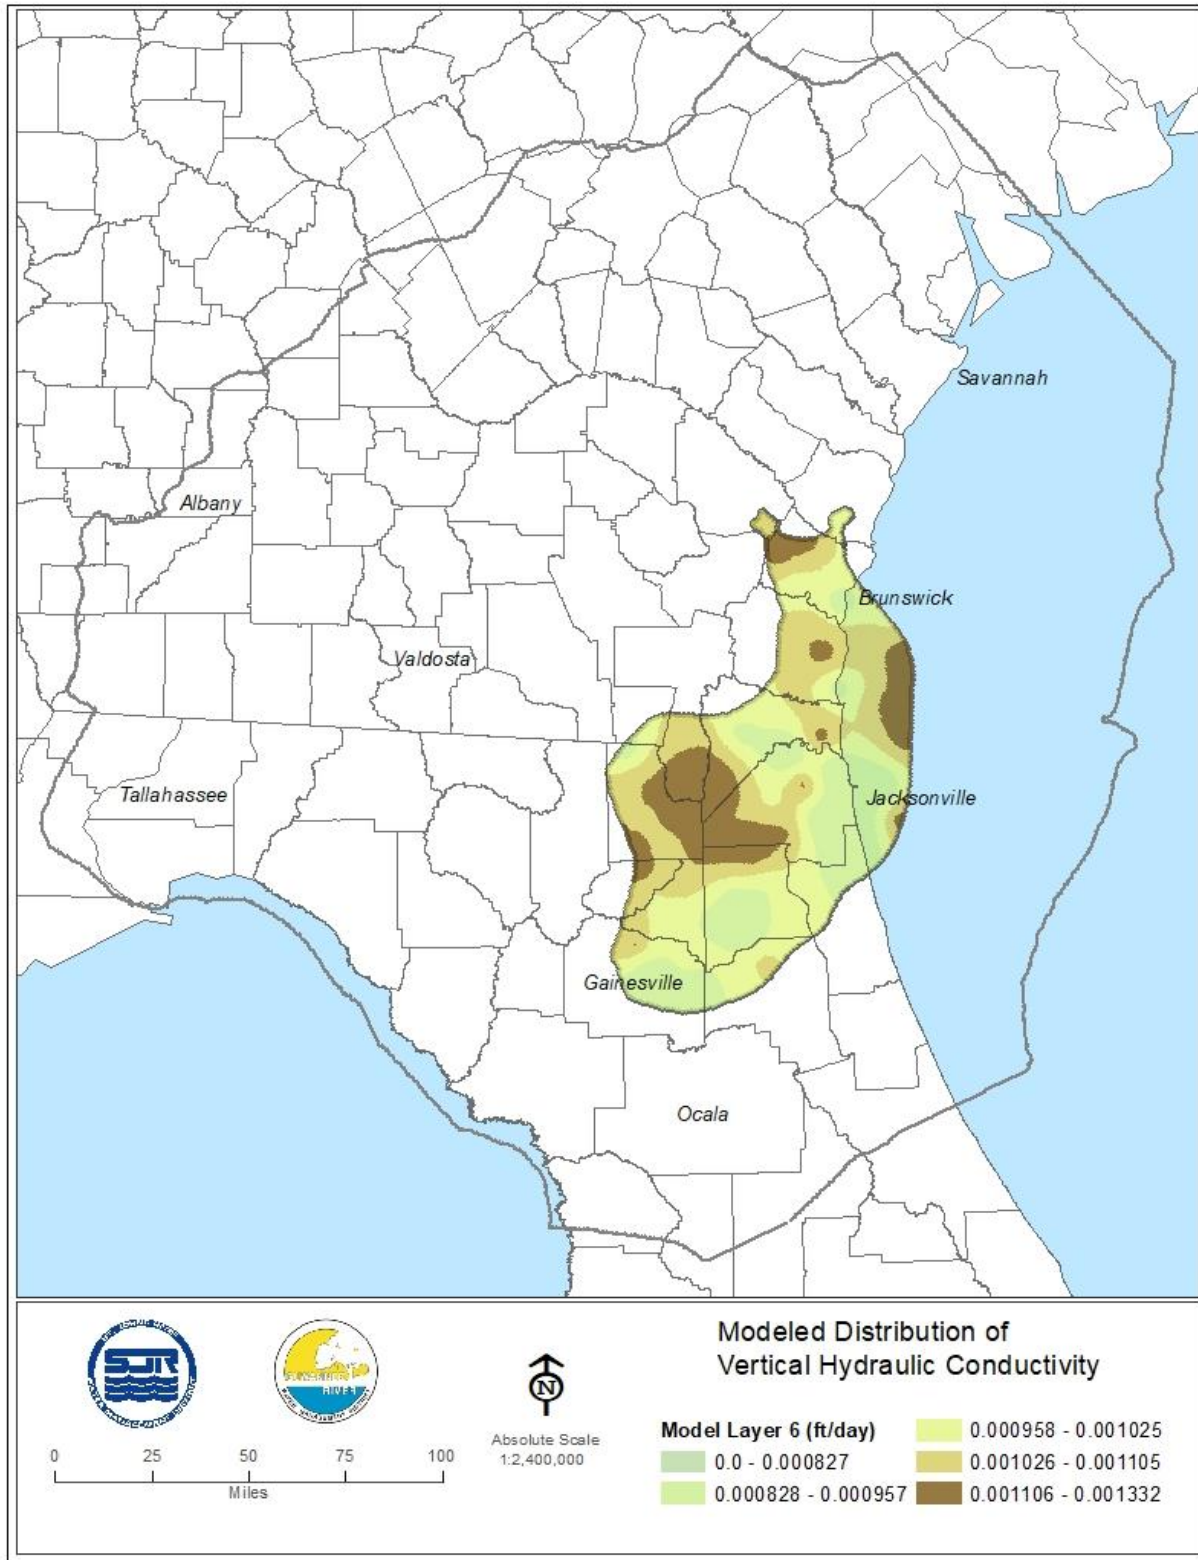 Savannah
Albany
Brunswick
Valdosta
Tallahassee
Jacksonville
Gainesville
Ocala
SJR
RIVER
N
Absolute Scale
1:2,400,000
0 25 50 75 100
Miles
Modeled Distribution of
Vertical Hydraulic Conductivity
Model Layer 6 (ft/day)
0.0 - 0.000827
0.000828 - 0.000957
0.000958 - 0.001025
0.001026 - 0.001105
0.001106 - 0.001332